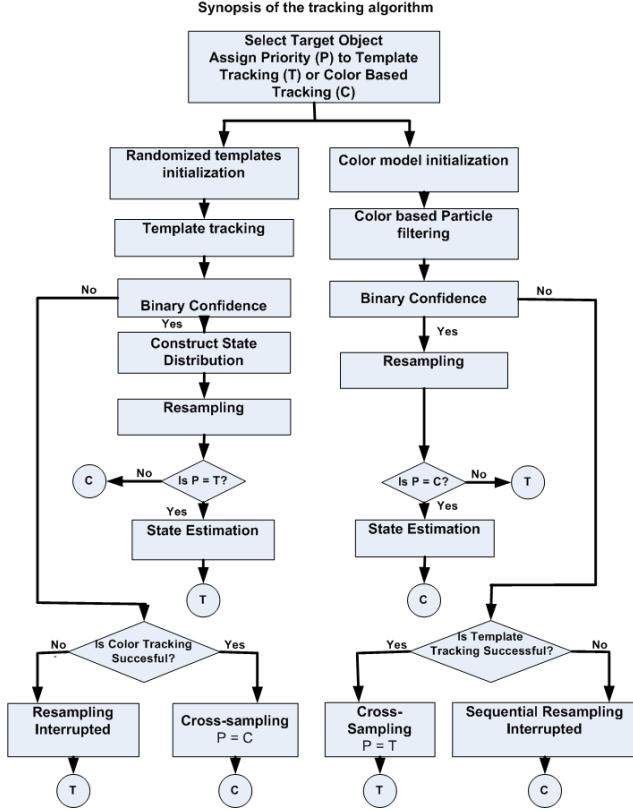 Synopsis of the tracking algorithm
Select Target Object
Assign Priority (P) to Template
Tracking (T) or Color Based
Tracking (C)
Randomized templates
initialization
Color model initialization
Template tracking
Color based Particle
filtering
No
Binary Confidence
Binary Confidence
No
Yes
Yes
Construct State
Distribution
Resampling
Resampling
C
No
Is P = T?
Is P = C?
No
T
Yes
Yes
State Estimation
State Estimation
T
C
No
Is Color Tracking
Succesful?
Yes
Yes
Is Template
Tracking Successful?
No
Resampling
Interrupted
Cross-sampling
P = C
Cross-
Sampling
P = T
Sequential Resampling
Interrupted
T
C
T
C